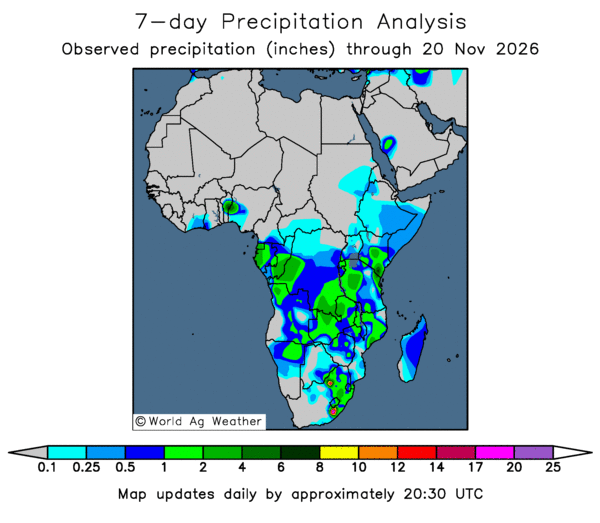 7-day Precipitation Analysis
Observed precipitation (inches) through 20 Nov 2026
© World Ag Weather
0.1 0.25 0.5 1 2 4 6 8 10 12 14 17 20 25
Map updates daily by approximately 20:30 UTC